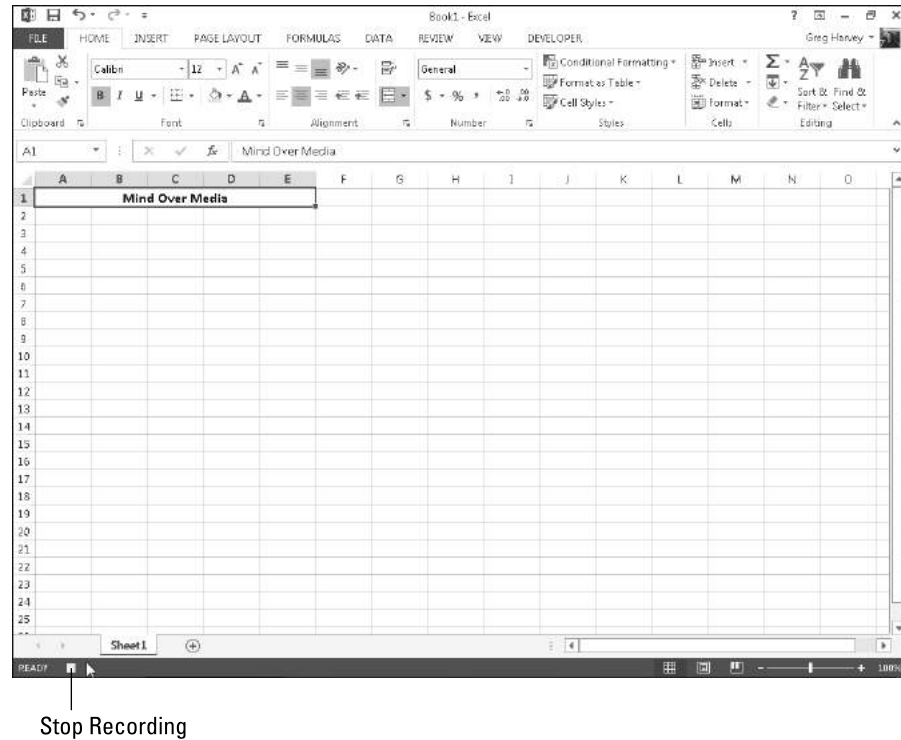 Book1 - Excel
?
FILE HOME INSERT PAGE LAYOUT FORMULAS DATA REVIEW VIEW DEVELOPER Greg Harvey
Paste
Calibri 12 A A
General
Conditional Formatting
Insert
Σ
A
Z
B I U A
$ % , .00 .0
Format as Table
Delete
Sort & Find &
Cell Styles
Format
Filter Select
Clipboard Font Alignment Number Styles Cells Editing
A1 fx Mind Over Media
A B C D E F G H I J K L M N O
1 Mind Over Media
2
3
4
5
6
7
8
9
10
11
12
13
14
15
16
17
18
19
20
21
22
23
24
25
Sheet1
READY 100%
Stop Recording